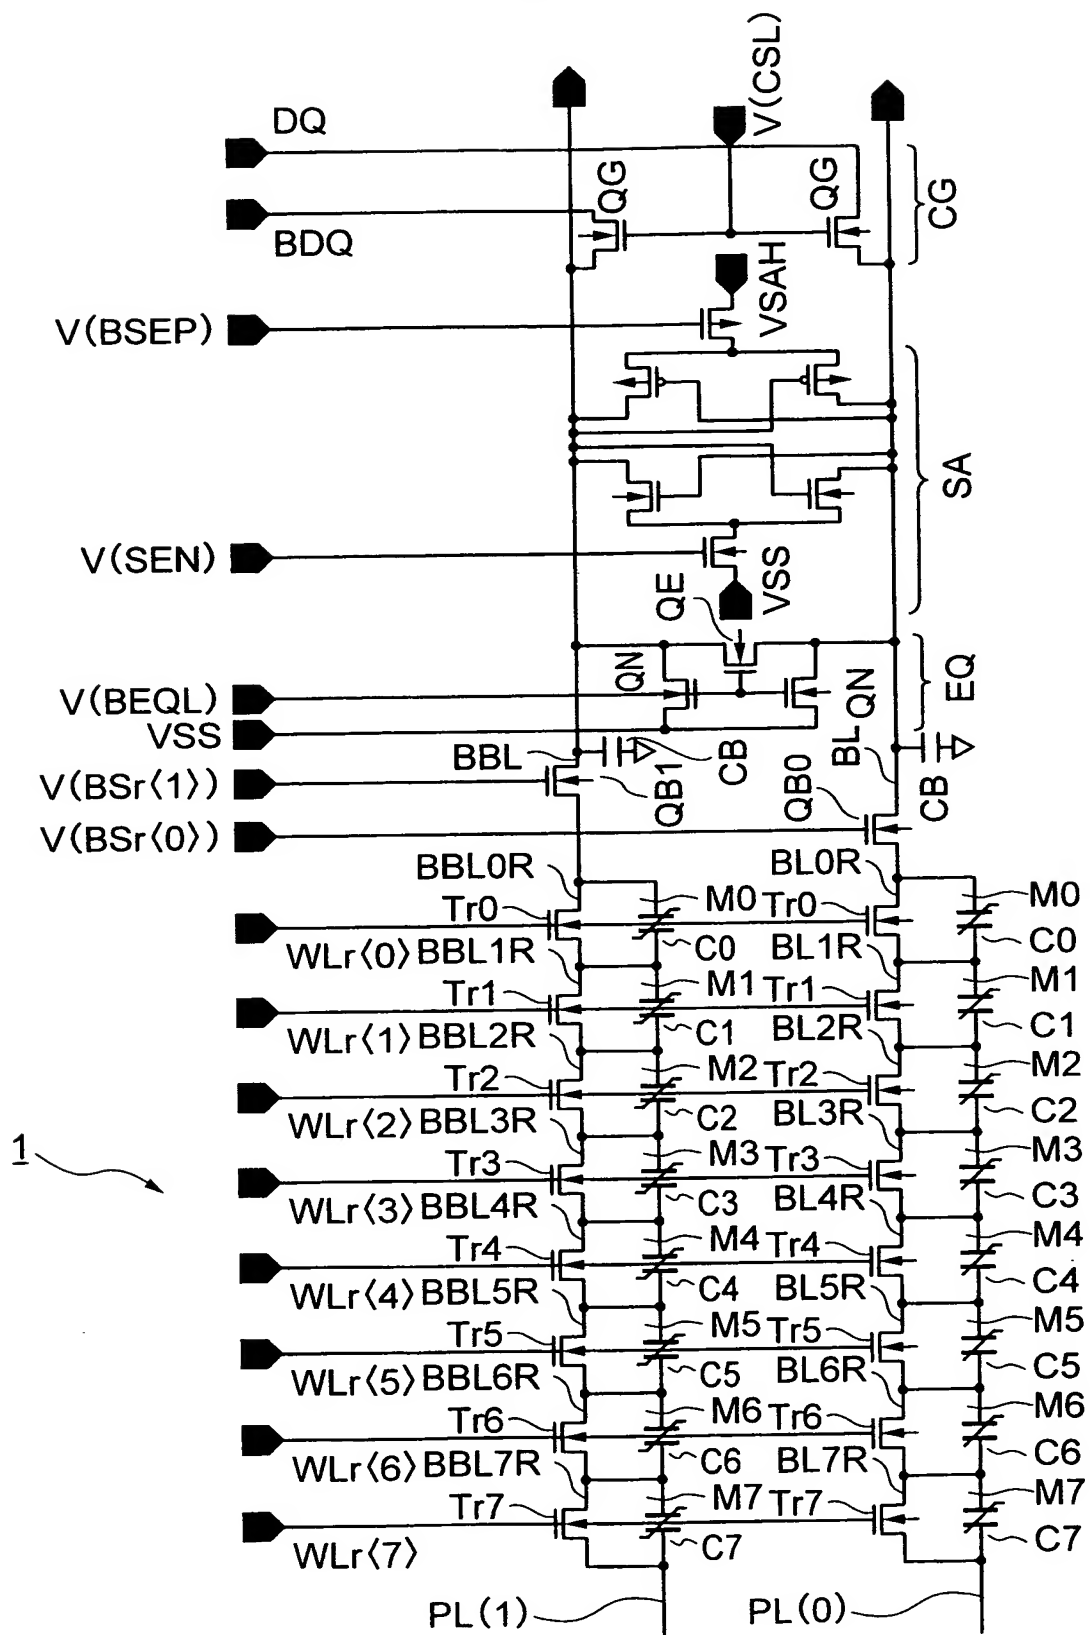 V(CSL)
DQ
QG
QG
CG
BDQ
VSAH
V(BSEP)
SA
V(SEN)
VSS
QE
QN
QN
EQ
V(BEQL)
VSS
BBL
CB
BL
CB
V(BSr⟨1⟩)
QB1
QB0
V(BSr⟨0⟩)
BBL0R
BL0R
Tr0
M0
Tr0
M0
WLr⟨0⟩
BBL1R
C0
BL1R
C0
Tr1
M1
Tr1
M1
WLr⟨1⟩
BBL2R
C1
BL2R
C1
Tr2
M2
Tr2
M2
WLr⟨2⟩
BBL3R
C2
BL3R
C2
1
Tr3
M3
Tr3
M3
WLr⟨3⟩
BBL4R
C3
BL4R
C3
Tr4
M4
Tr4
M4
WLr⟨4⟩
BBL5R
C4
BL5R
C4
Tr5
M5
Tr5
M5
WLr⟨5⟩
BBL6R
C5
BL6R
C5
Tr6
M6
Tr6
M6
WLr⟨6⟩
BBL7R
C6
BL7R
C6
Tr7
M7
Tr7
M7
WLr⟨7⟩
C7
C7
PL(1)
PL(0)